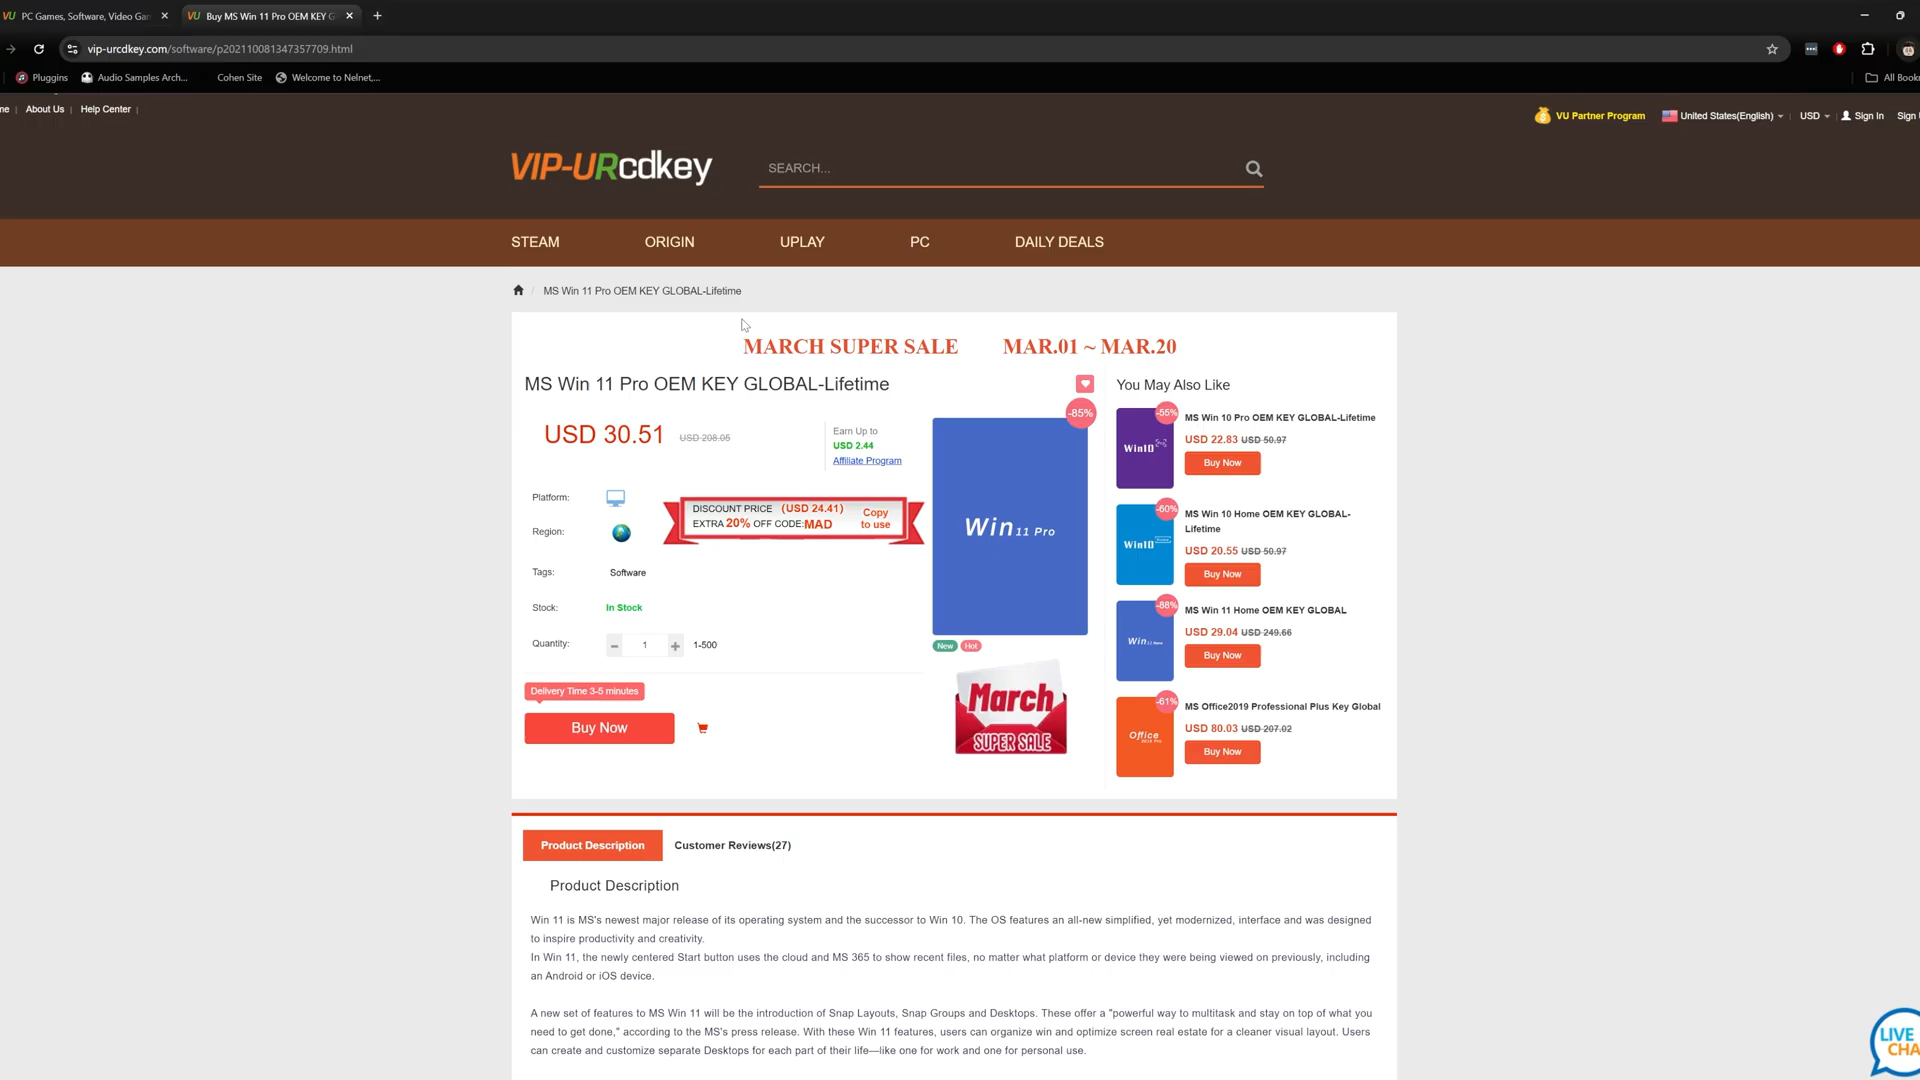 VU PC Games, Software, Video Gam
VU Buy MS Win 11 Pro OEM KEY G
vip-urcdkey.com/software/p202110081347357709.html
Pluggins
Audio Samples Arch...
Cohen Site
Welcome to Nelnet,...
All Bookm
me | About Us | Help Center |
VU Partner Program
United States(English)
USD
Sign In
Sign U
VIP-URcdkey
SEARCH...
STEAM
ORIGIN
UPLAY
PC
DAILY DEALS
/ MS Win 11 Pro OEM KEY GLOBAL-Lifetime
MARCH SUPER SALE MAR.01 ~ MAR.20
MS Win 11 Pro OEM KEY GLOBAL-Lifetime
USD 30.51 USD 208.05
Earn Up to
USD 2.44
Affiliate Program
Platform:
DISCOUNT PRICE (USD 24.41)
EXTRA 20% OFF CODE:MAD
Copy
to use
Region:
Tags: Software
Stock: In Stock
Quantity: - 1 + 1-500
Delivery Time 3-5 minutes
Buy Now
-85%
Win 11 Pro
New Hot
March
SUPER SALE
You May Also Like
-55%
Win10
MS Win 10 Pro OEM KEY GLOBAL-Lifetime
USD 22.83 USD 50.97
Buy Now
-60%
Win10
MS Win 10 Home OEM KEY GLOBAL-
Lifetime
USD 20.55 USD 50.97
Buy Now
-88%
Win 11 Home
MS Win 11 Home OEM KEY GLOBAL
USD 29.04 USD 249.66
Buy Now
-61%
Office
2019 Pro
MS Office2019 Professional Plus Key Global
USD 80.03 USD 207.02
Buy Now
Product Description
Customer Reviews(27)
Product Description
Win 11 is MS's newest major release of its operating system and the successor to Win 10. The OS features an all-new simplified, yet modernized, interface and was designed
to inspire productivity and creativity.
In Win 11, the newly centered Start button uses the cloud and MS 365 to show recent files, no matter what platform or device they were being viewed on previously, including
an Android or iOS device.
A new set of features to MS Win 11 will be the introduction of Snap Layouts, Snap Groups and Desktops. These offer a "powerful way to multitask and stay on top of what you
need to get done," according to the MS's press release. With these Win 11 features, users can organize win and optimize screen real estate for a cleaner visual layout. Users
can create and customize separate Desktops for each part of their life—like one for work and one for personal use.
LIVE
CHA